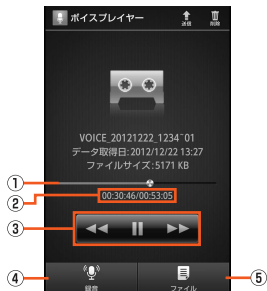 ボイスプレイヤー
送信 削除
VOICE_20121222_1234~01
データ取得日:2012/12/22 13:27
ファイルサイズ:5171 KB
①
②
00:30:46/00:53:05
③
④
⑤
録音 ファイル